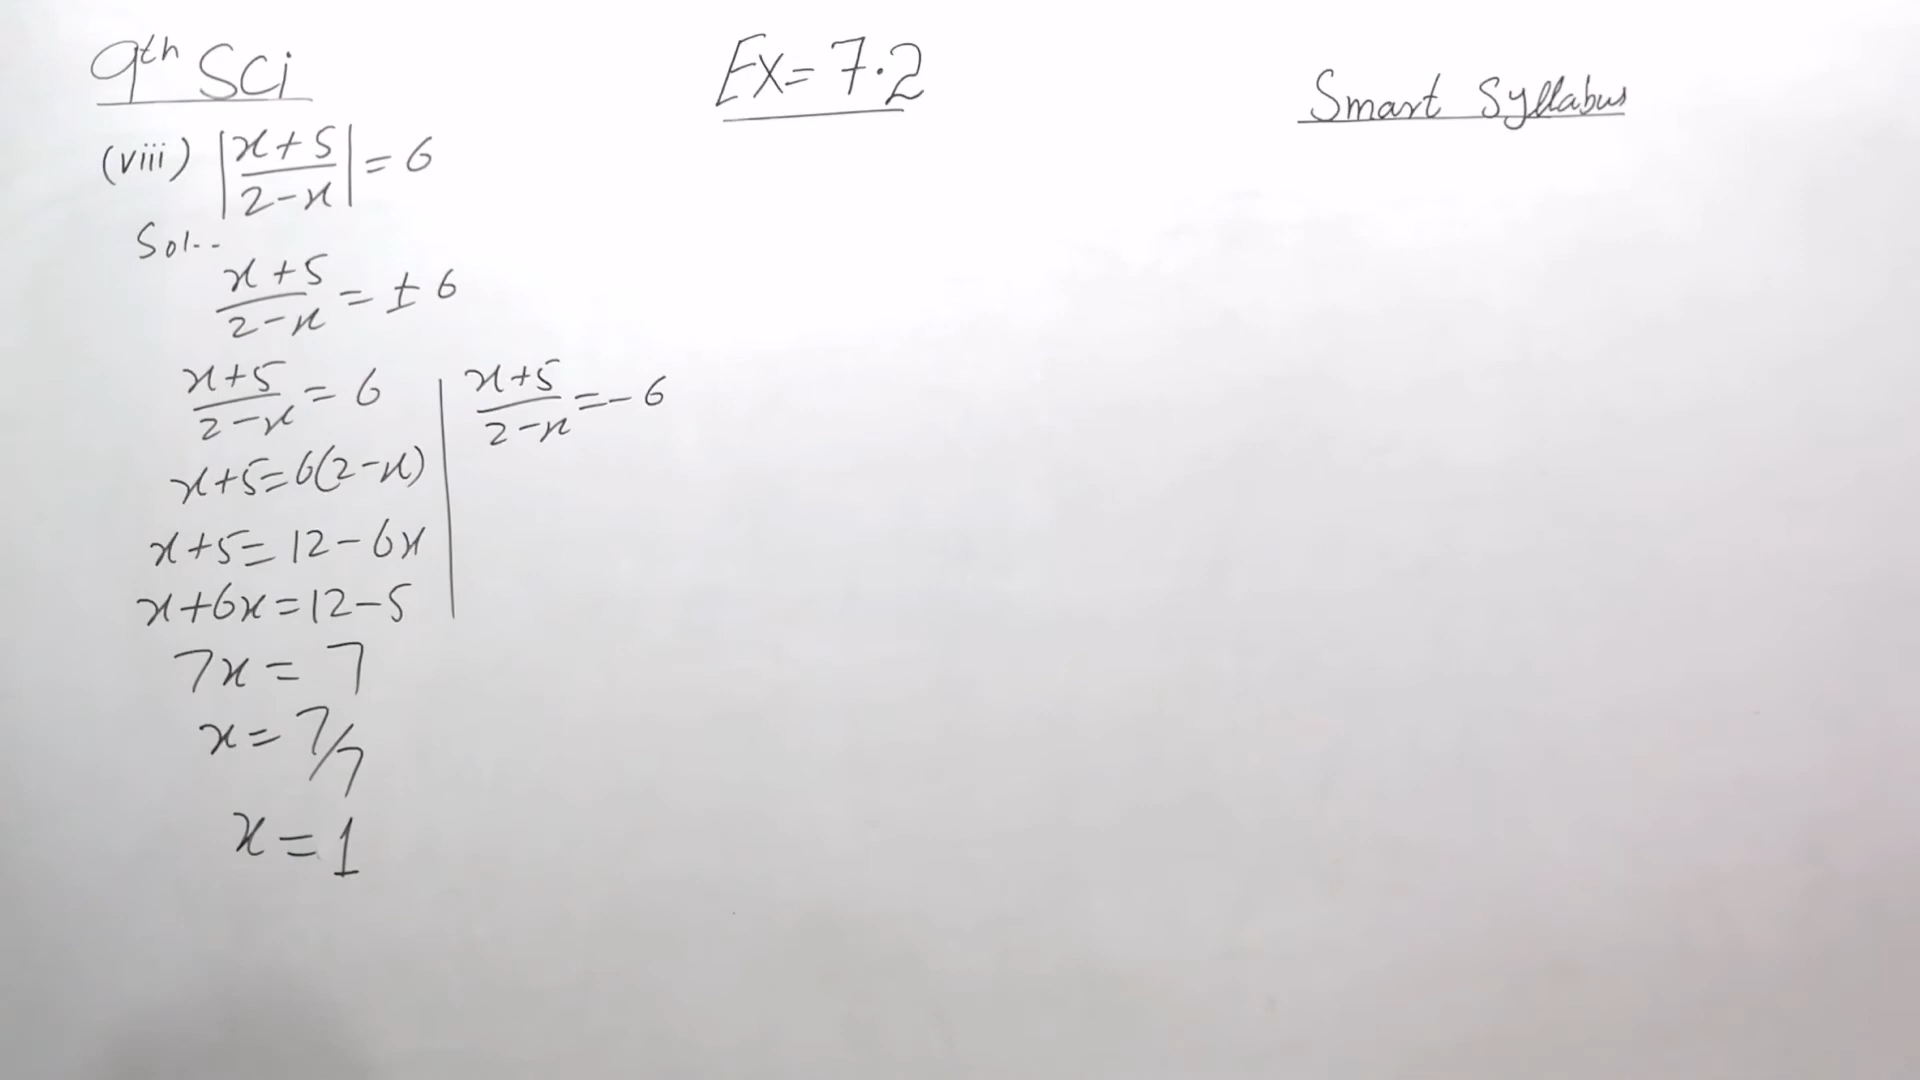 9th Sci
Ex= 7.2
Smart Syllabus
(viii) |x+5/2-x| = 6
Sol..
x+5/2-x = ± 6
x+5/2-x = 6
x+5=6(2-x)
x+5=12-6x
x+6x=12-5
7x=7
x=7/7
x=1
x+5/2-x =-6